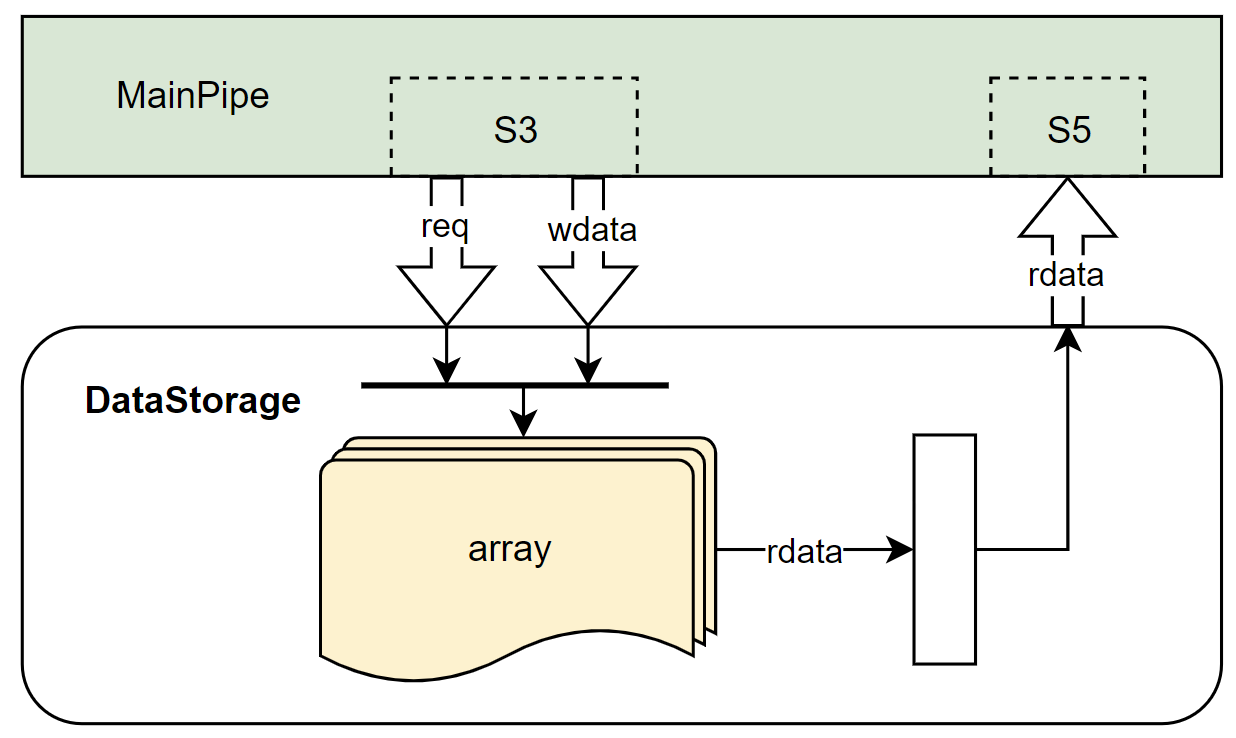 MainPipe
S3
S5
req
wdata
rdata
DataStorage
array
rdata